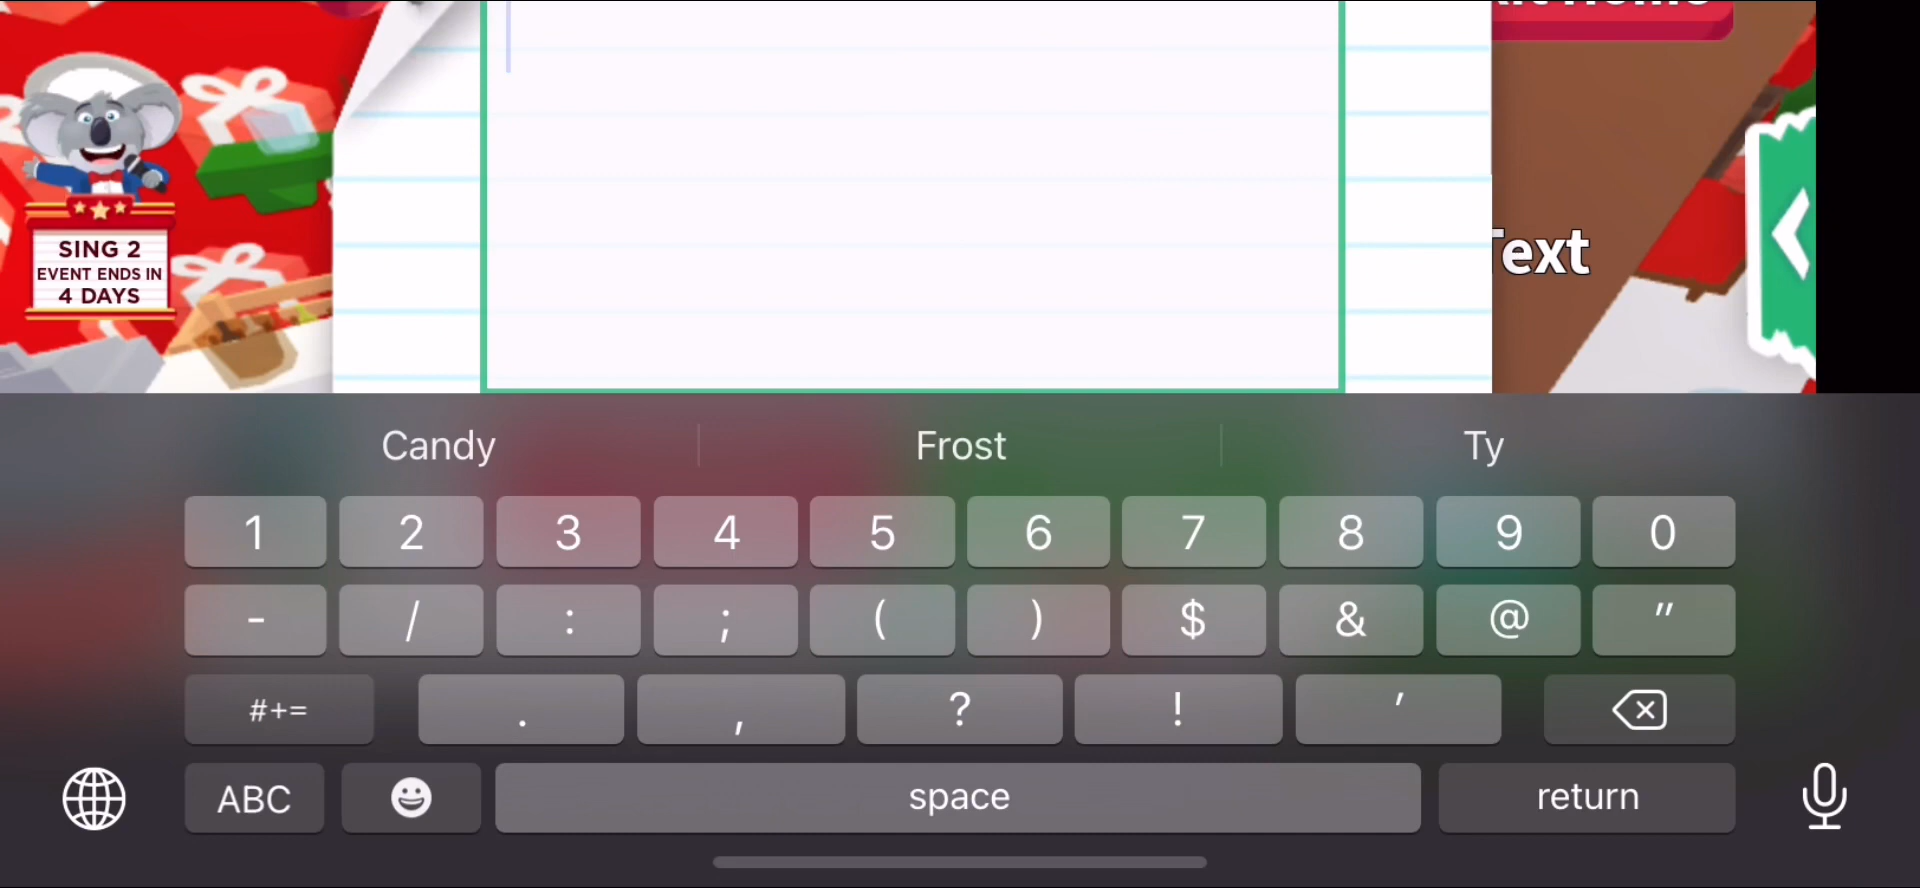 SING 2
EVENT ENDS IN
4 DAYS
Text
Candy Frost Ty
1 2 3 4 5 6 7 8 9 0
- / : ; ( ) $ & @ "
#+= . , ? ! '
ABC space return